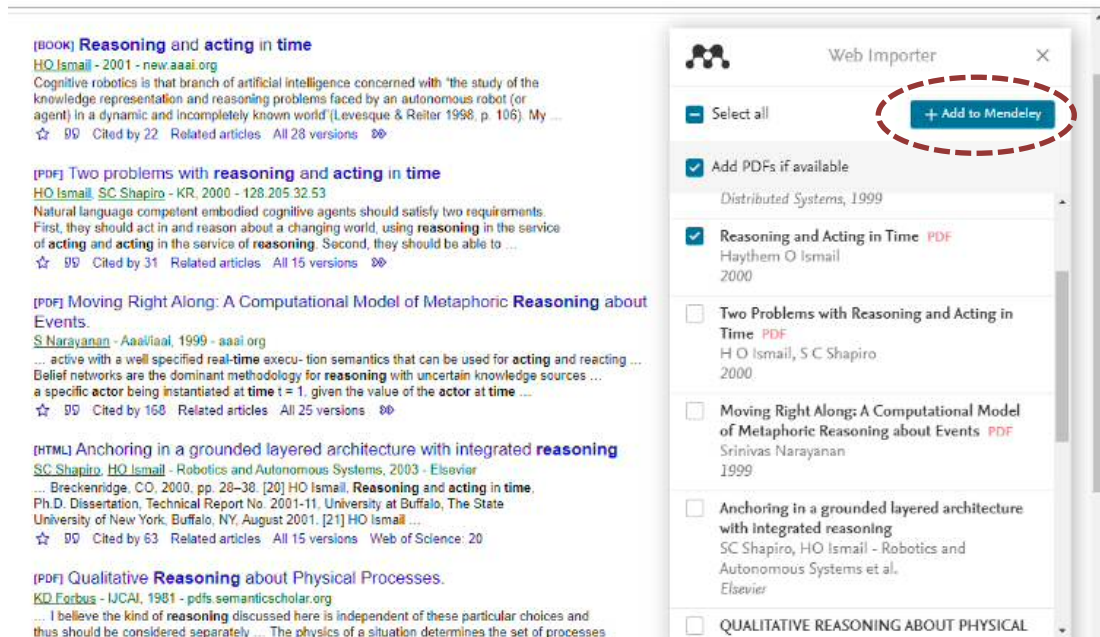 [BOOK] Reasoning and acting in time
HO Ismail - 2001 - new.aaai.org
Cognitive robotics is that branch of artificial intelligence concerned with "the study of the
knowledge representation and reasoning problems faced by an autonomous robot (or
agent) in a dynamic and incompletely known world"(Levesque & Reiter 1998, p. 106). My ...
Cited by 22 Related articles All 28 versions
[PDF] Two problems with reasoning and acting in time
HO Ismail, SC Shapiro - KR, 2000 - 128.205.32.53
Natural language competent embodied cognitive agents should satisfy two requirements.
First, they should act in and reason about a changing world, using reasoning in the service
of acting and acting in the service of reasoning. Second, they should be able to ...
Cited by 31 Related articles All 15 versions
[PDF] Moving Right Along: A Computational Model of Metaphoric Reasoning about
Events.
S Narayanan - Aaai/iaai, 1999 - aaai.org
... active with a well specified real-time execu- tion semantics that can be used for acting and reacting ...
Belief networks are the dominant methodology for reasoning with uncertain knowledge sources ...
a specific actor being instantiated at time t = 1, given the value of the actor at time ...
Cited by 168 Related articles All 25 versions
[HTML] Anchoring in a grounded layered architecture with integrated reasoning
SC Shapiro, HO Ismail - Robotics and Autonomous Systems, 2003 - Elsevier
... Breckenridge, CO, 2000, pp. 28–38. [20] HO Ismail, Reasoning and acting in time,
Ph.D. Dissertation, Technical Report No. 2001-11, University at Buffalo, The State
University of New York, Buffalo, NY, August 2001. [21] HO Ismail ...
Cited by 63 Related articles All 15 versions Web of Science: 20
[PDF] Qualitative Reasoning about Physical Processes.
KD Forbus - IJCAI, 1981 - pdfs.semanticscholar.org
... I believe the kind of reasoning discussed here is independent of these particular choices and
thus should be considered separately ... The physics of a situation determines the set of processes
Web Importer
Select all
+ Add to Mendeley
Add PDFs if available
Distributed Systems, 1999
Reasoning and Acting in Time PDF
Haythem O Ismail
2000
Two Problems with Reasoning and Acting in
Time PDF
H O Ismail, S C Shapiro
2000
Moving Right Along: A Computational Model
of Metaphoric Reasoning about Events PDF
Srinivas Narayanan
1999
Anchoring in a grounded layered architecture
with integrated reasoning
SC Shapiro, HO Ismail - Robotics and
Autonomous Systems et al.
Elsevier
QUALITATIVE REASONING ABOUT PHYSICAL